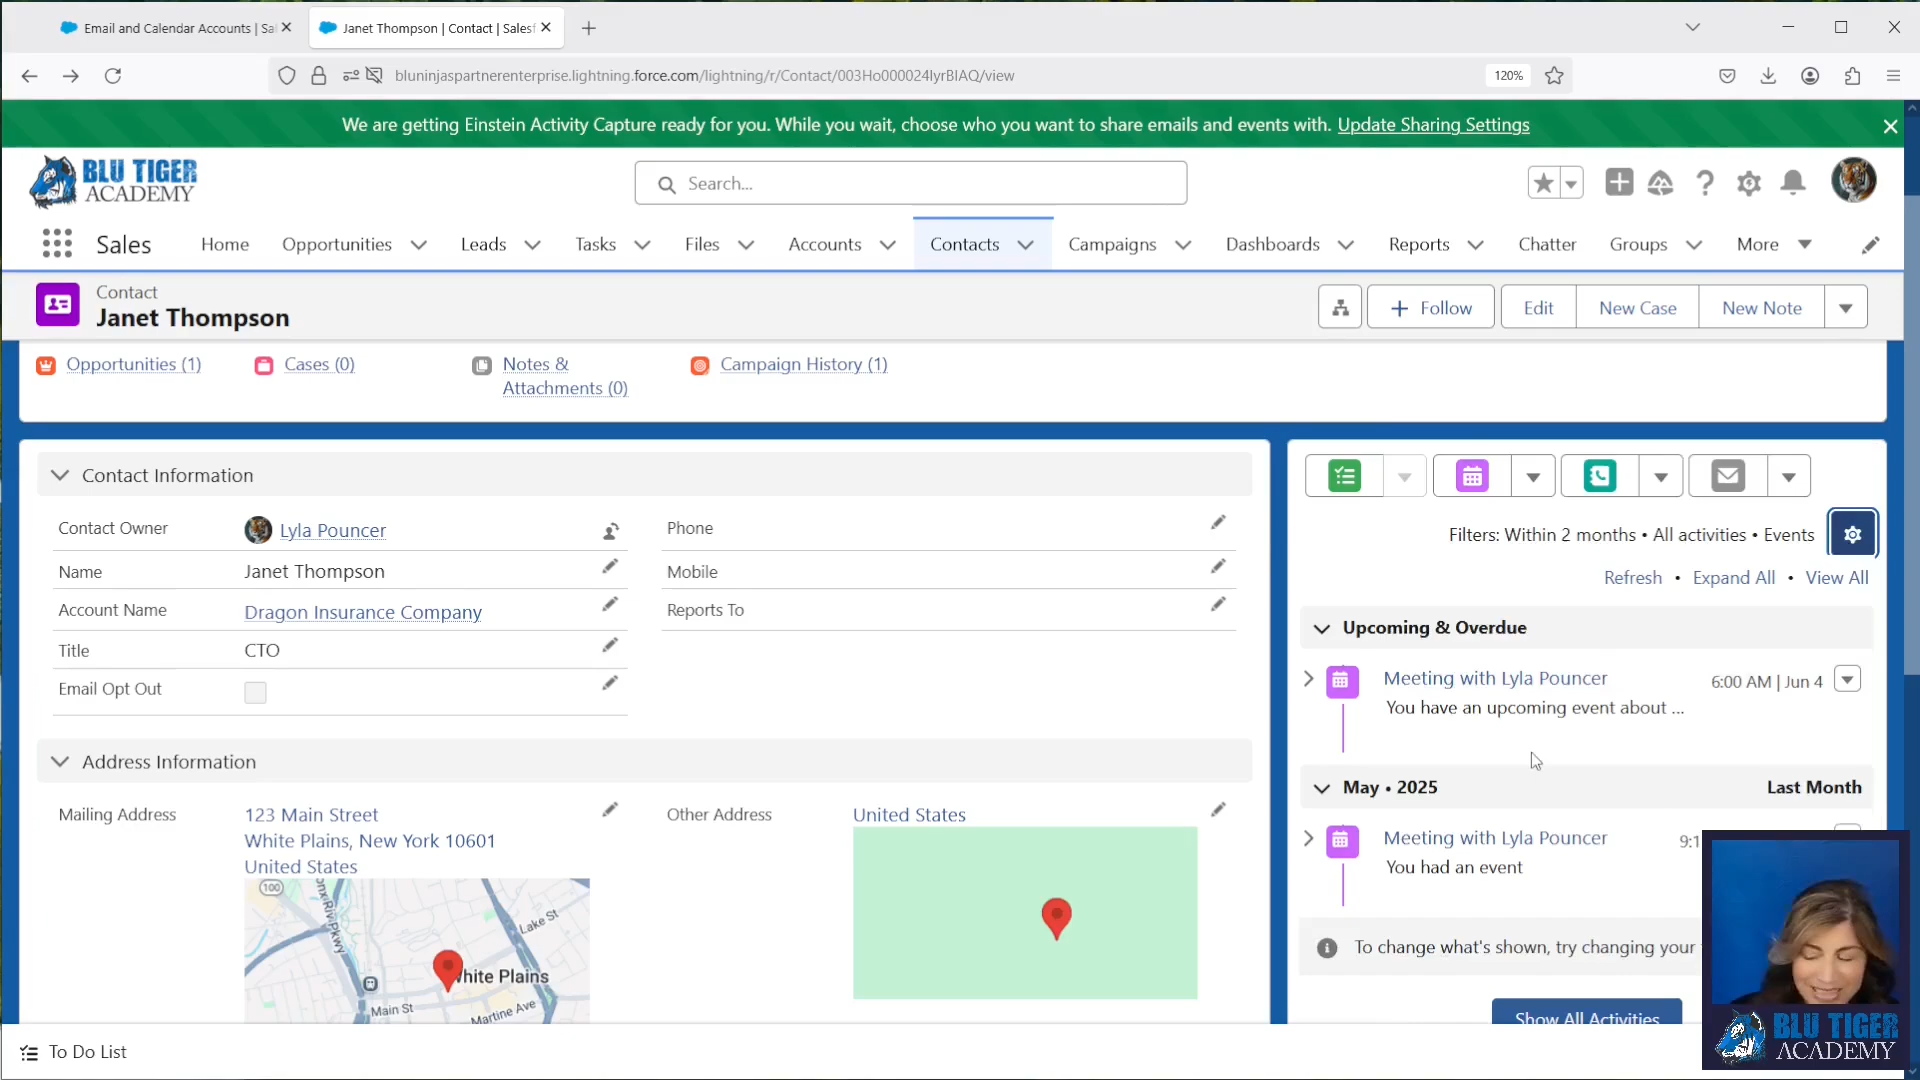 Email and Calendar Accounts | Sa
Janet Thompson | Contact | Salesf
bluninjaspartnerenterprise.lightning.force.com/lightning/r/Contact/003Ho000024IyrBIAQ/view
120%
We are getting Einstein Activity Capture ready for you. While you wait, choose who you want to share emails and events with. Update Sharing Settings
BLU TIGER
ACADEMY
Search...
Sales
Home
Opportunities
Leads
Tasks
Files
Accounts
Contacts
Campaigns
Dashboards
Reports
Chatter
Groups
More
Contact
Janet Thompson
Follow
Edit
New Case
New Note
Opportunities (1)
Cases (0)
Notes &
Attachments (0)
Campaign History (1)
Contact Information
Contact Owner
Lyla Pouncer
Phone
Name
Janet Thompson
Mobile
Account Name
Dragon Insurance Company
Reports To
Title
CTO
Email Opt Out
Address Information
Mailing Address
123 Main Street
White Plains, New York 10601
United States
Other Address
United States
100
Lake St
White Plains
Main St
Martine Ave
Filters: Within 2 months • All activities • Events
Refresh • Expand All • View All
Upcoming & Overdue
Meeting with Lyla Pouncer
6:00 AM | Jun 4
You have an upcoming event about ...
May • 2025
Last Month
Meeting with Lyla Pouncer
9:1
You had an event
To change what's shown, try changing your
Show All Activities
To Do List
BLU TIGER
ACADEMY